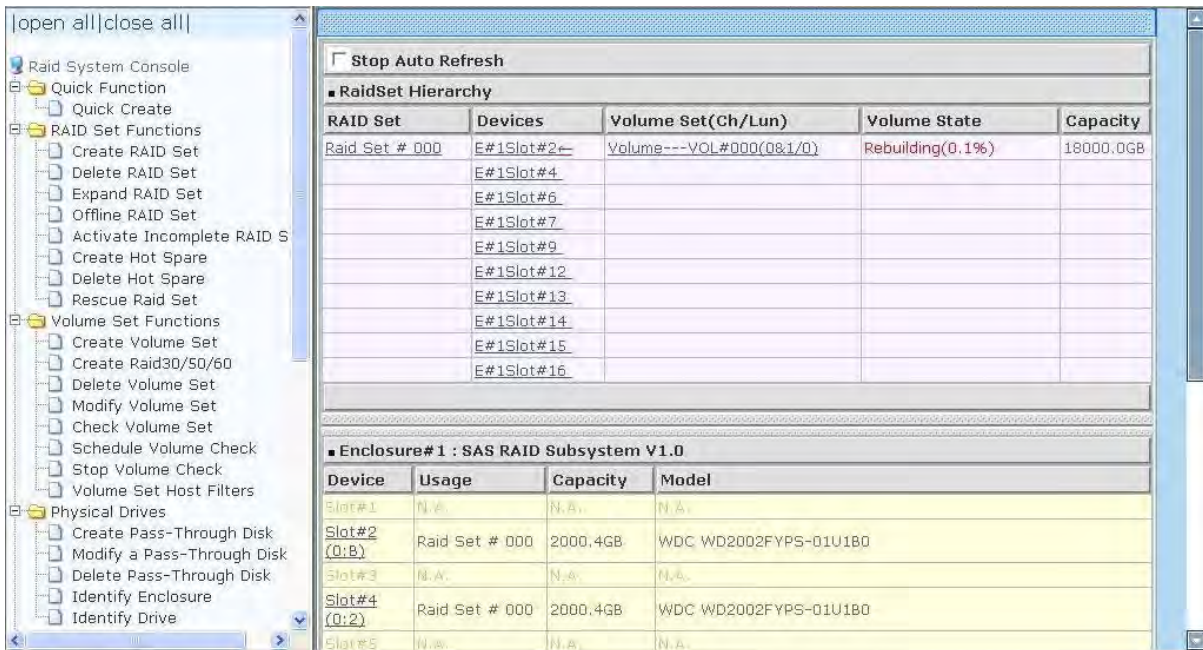 |open all|close all|
Raid System Console
Quick Function
Quick Create
RAID Set Functions
Create RAID Set
Delete RAID Set
Expand RAID Set
Offline RAID Set
Activate Incomplete RAID S
Create Hot Spare
Delete Hot Spare
Rescue Raid Set
Volume Set Functions
Create Volume Set
Create Raid30/50/60
Delete Volume Set
Modify Volume Set
Check Volume Set
Schedule Volume Check
Stop Volume Check
Volume Set Host Filters
Physical Drives
Create Pass-Through Disk
Modify a Pass-Through Disk
Delete Pass-Through Disk
Identify Enclosure
Identify Drive
Stop Auto Refresh
▪ RaidSet Hierarchy
RAID Set Devices Volume Set(Ch/Lun) Volume State Capacity
Raid Set # 000 E#1Slot#2← Volume---VOL#000(0&1/0) Rebuilding(0.1%) 18000.0GB
E#1Slot#4
E#1Slot#6
E#1Slot#7
E#1Slot#9
E#1Slot#12
E#1Slot#13
E#1Slot#14
E#1Slot#15
E#1Slot#16
▪ Enclosure#1 : SAS RAID Subsystem V1.0
Device Usage Capacity Model
Slot#1 N.A. N.A. N.A.
Slot#2 (0:B) Raid Set # 000 2000.4GB WDC WD2002FYPS-01U1B0
Slot#3 N.A. N.A. N.A.
Slot#4 (0:2) Raid Set # 000 2000.4GB WDC WD2002FYPS-01U1B0
Slot#5 N.A. N.A. N.A.